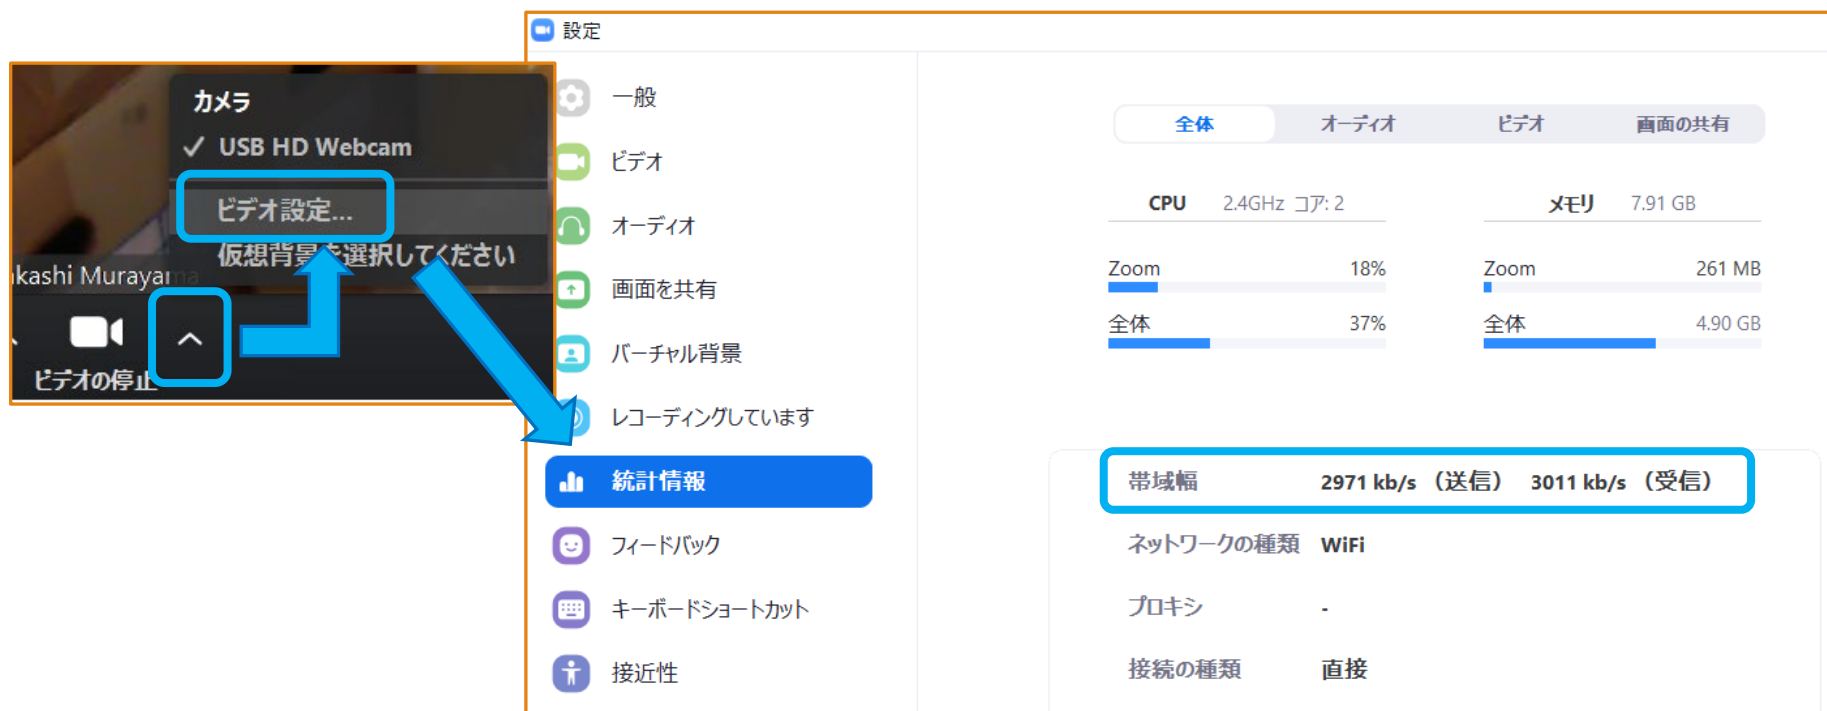 カメラ
✓ USB HD Webcam
ビデオ設定...
仮想背景を選択してください
kashi Murayama
ビデオの停止
設定
一般
ビデオ
オーディオ
画面を共有
バーチャル背景
レコーディングしています
統計情報
フィードバック
キーボードショートカット
接近性
全体 オーディオ ビデオ 画面の共有
CPU 2.4GHz コア: 2
Zoom 18%
全体 37%
メモリ 7.91 GB
Zoom 261 MB
全体 4.90 GB
帯域幅 2971 kb/s （送信） 3011 kb/s （受信）
ネットワークの種類 WiFi
プロキシ -
接続の種類 直接